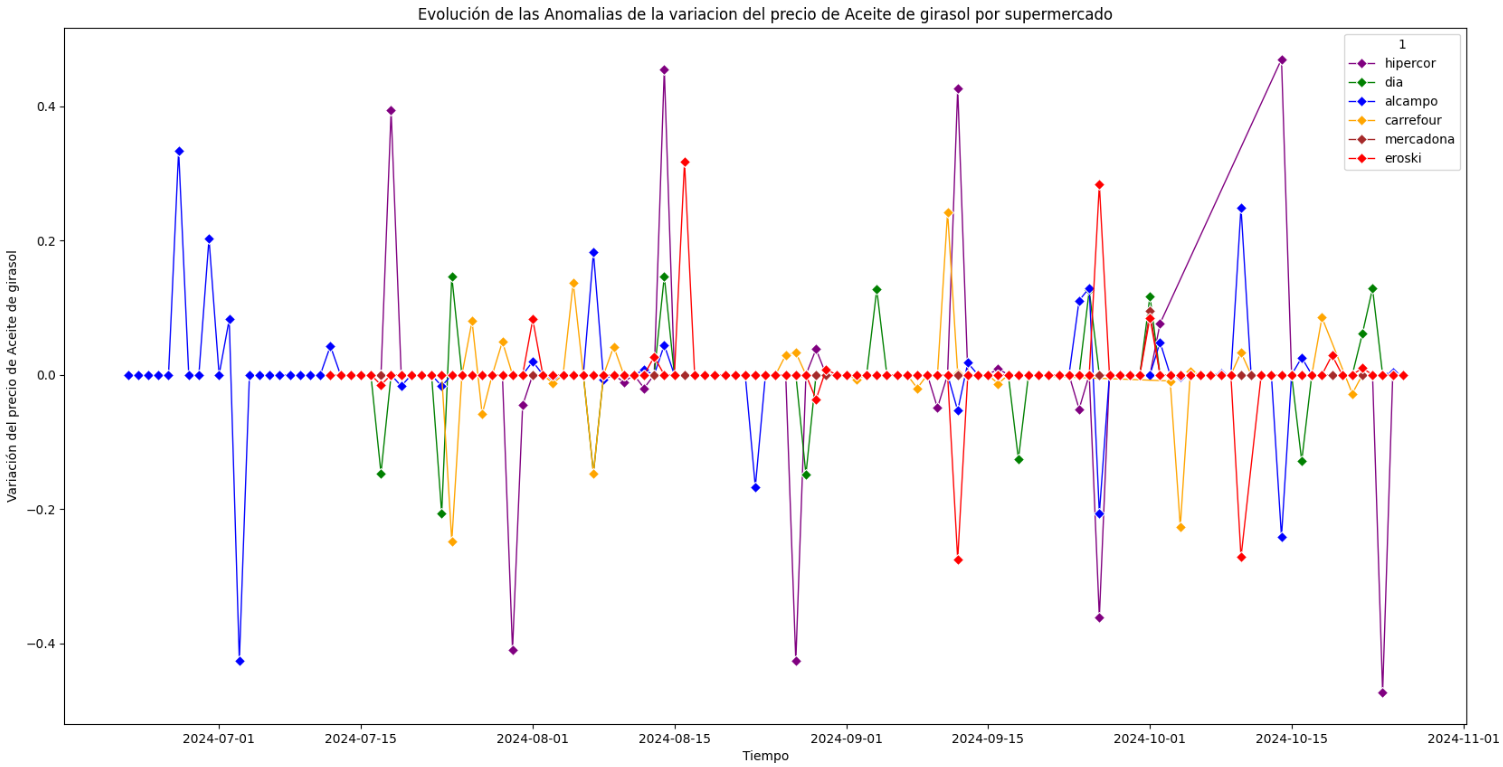 Evolución de las Anomalias de la variacion del precio de Aceite de girasol por supermercado
1
hipercor
dia
alcampo
carrefour
mercadona
eroski
Variación del precio de Aceite de girasol
0.4
0.2
0.0
−0.2
−0.4
2024-07-01
2024-07-15
2024-08-01
2024-08-15
2024-09-01
2024-09-15
2024-10-01
2024-10-15
2024-11-01
Tiempo